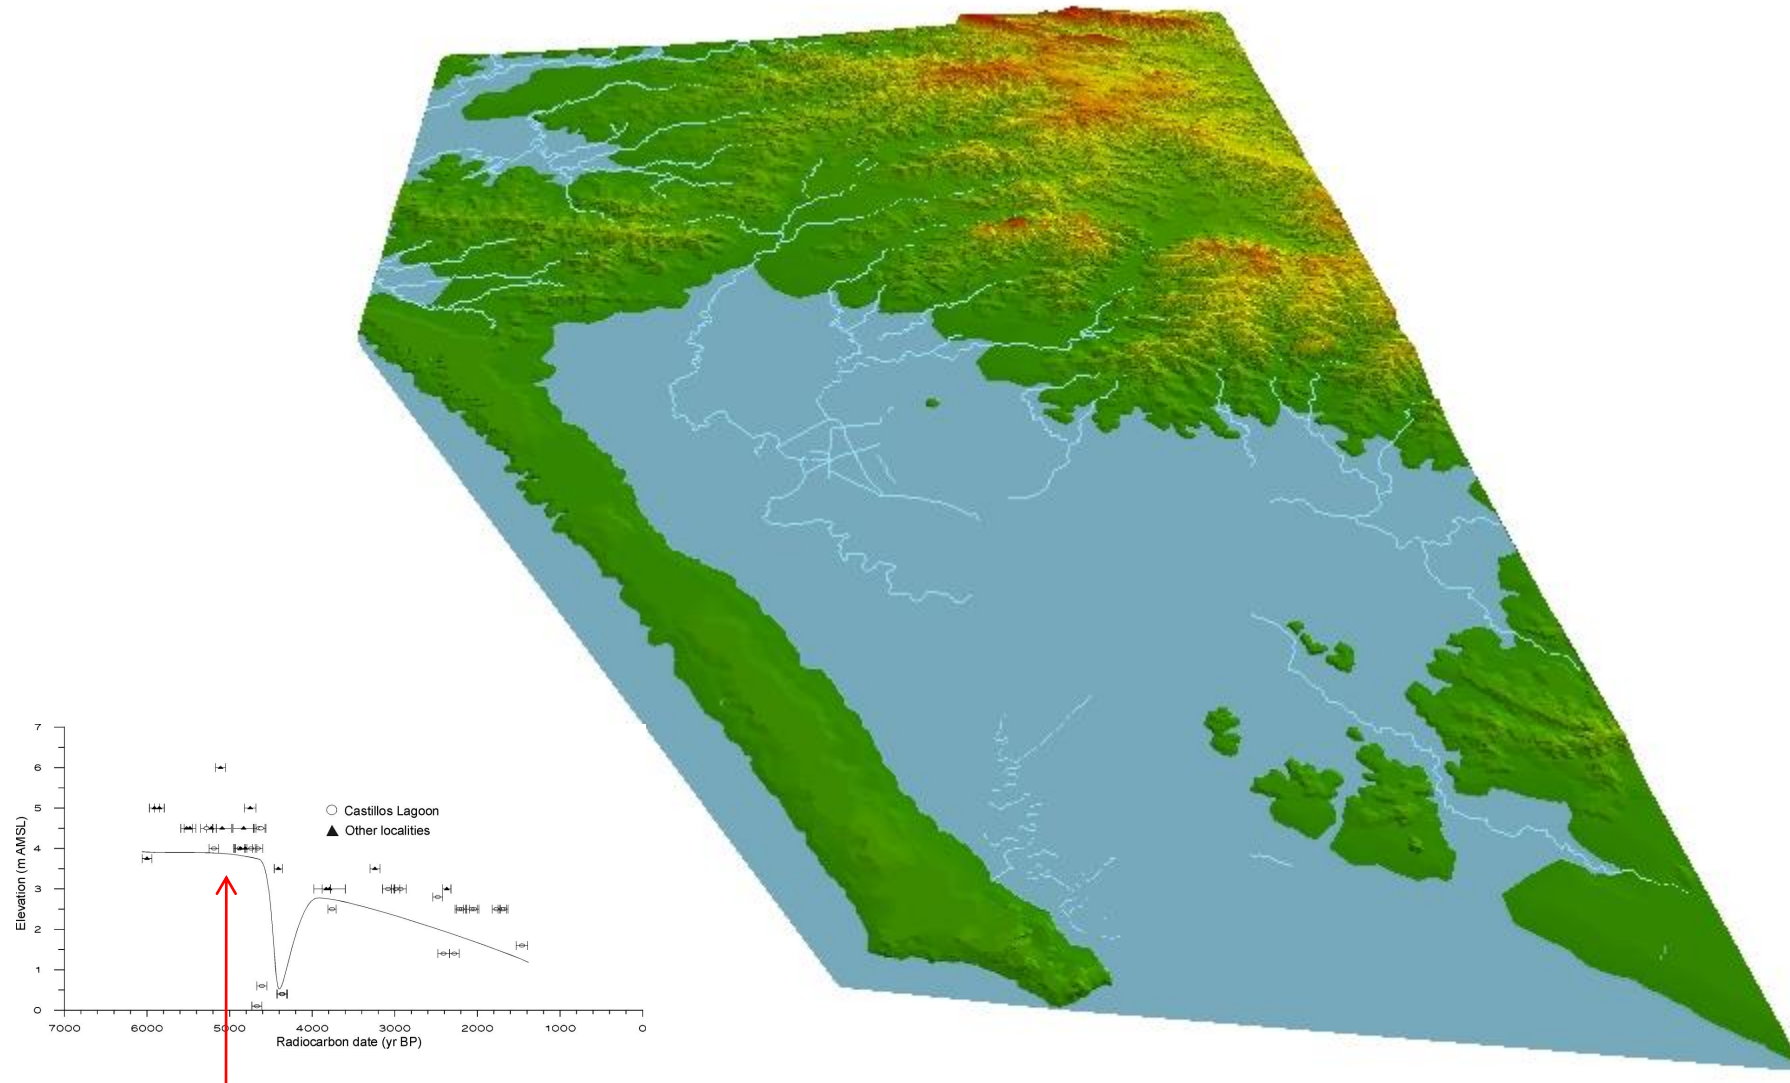 7
6
5
4
3
2
1
0
Elevation (m AMSL)
Castillos Lagoon
Other localities
7000 6000 5000 4000 3000 2000 1000 0
Radiocarbon date (yr BP)